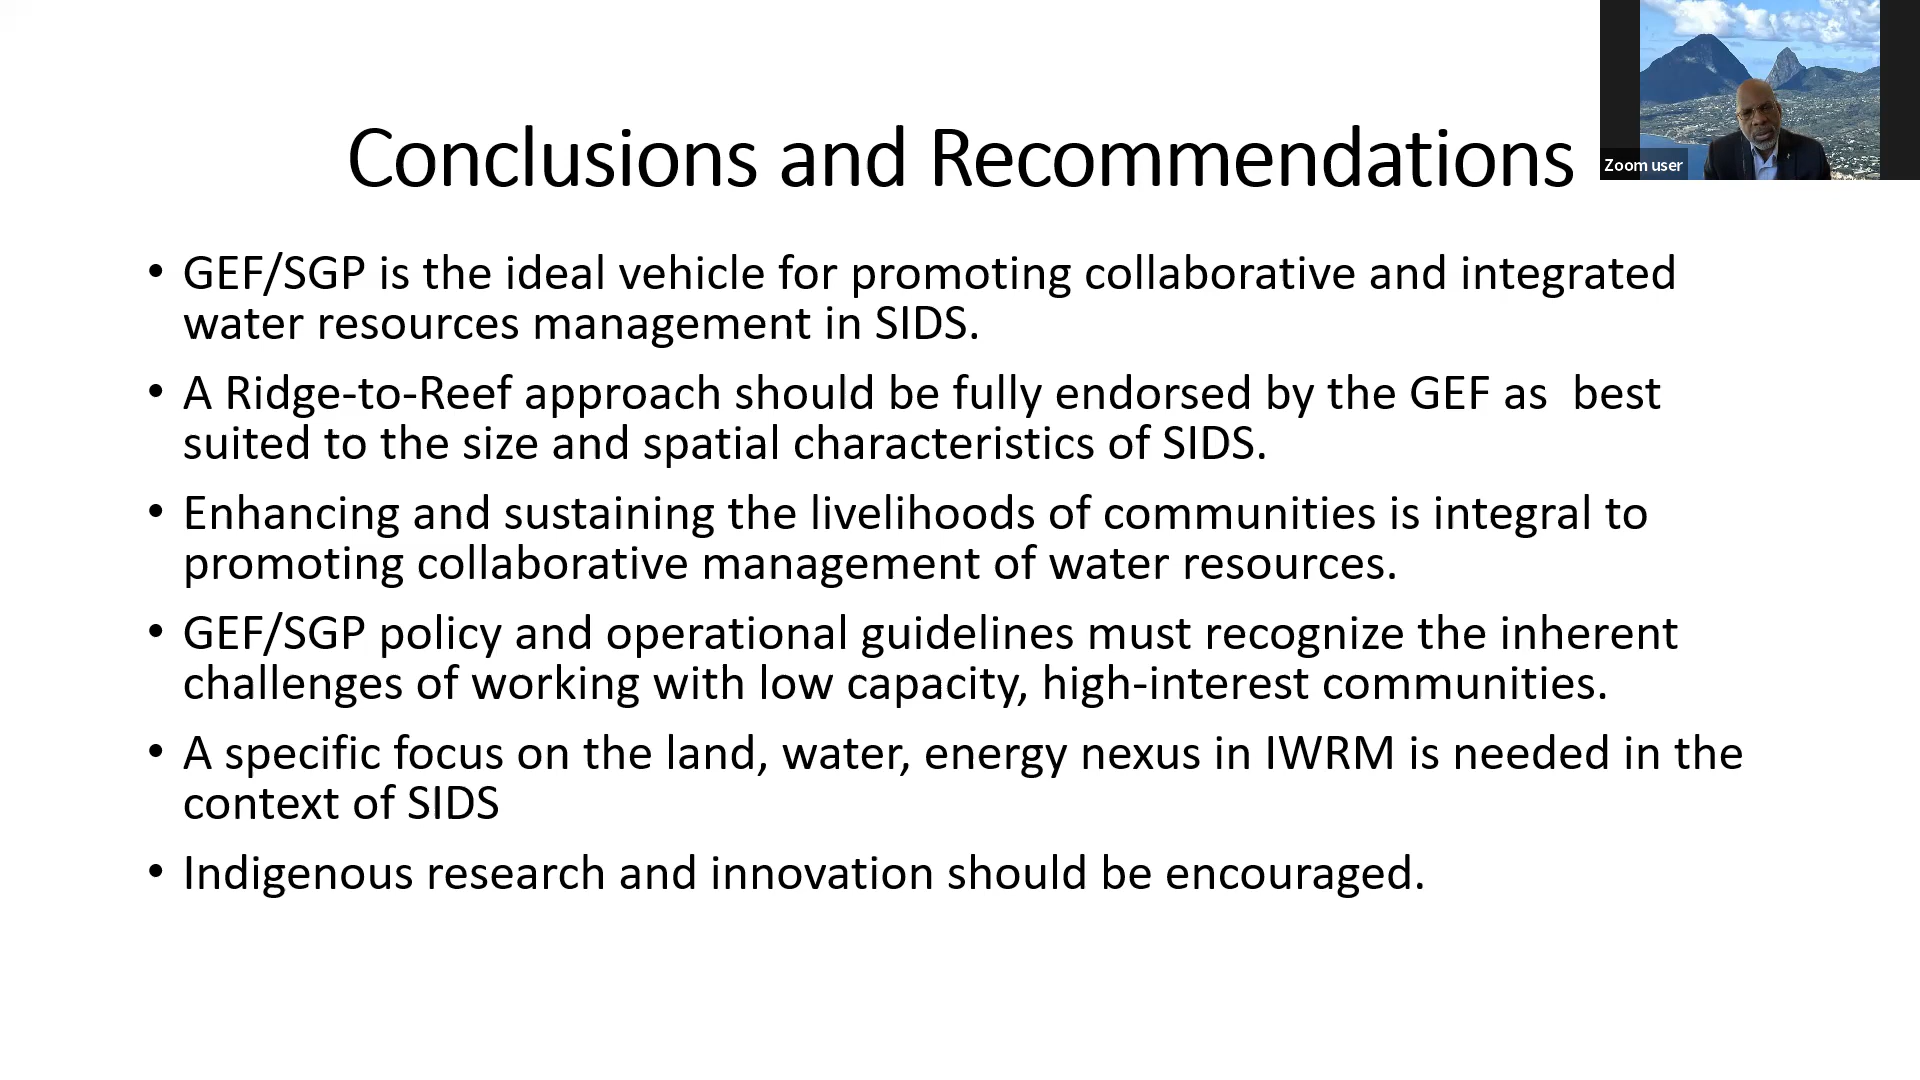 Conclusions and Recommendations
Zoom user
• GEF/SGP is the ideal vehicle for promoting collaborative and integrated
water resources management in SIDS.
• A Ridge-to-Reef approach should be fully endorsed by the GEF as  best
suited to the size and spatial characteristics of SIDS.
• Enhancing and sustaining the livelihoods of communities is integral to
promoting collaborative management of water resources.
• GEF/SGP policy and operational guidelines must recognize the inherent
challenges of working with low capacity, high-interest communities.
• A specific focus on the land, water, energy nexus in IWRM is needed in the
context of SIDS
• Indigenous research and innovation should be encouraged.